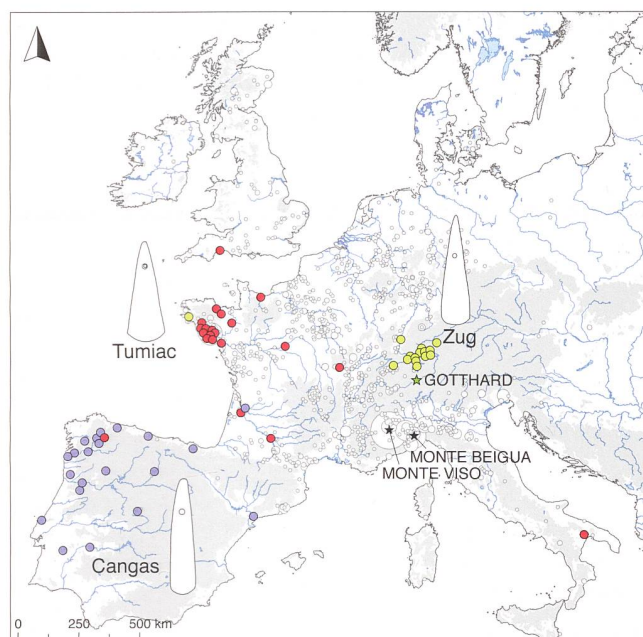 Tumiac
Zug
GOTTHARD
MONTE BEIGUA
MONTE VISO
Cangas
0 250 500 km